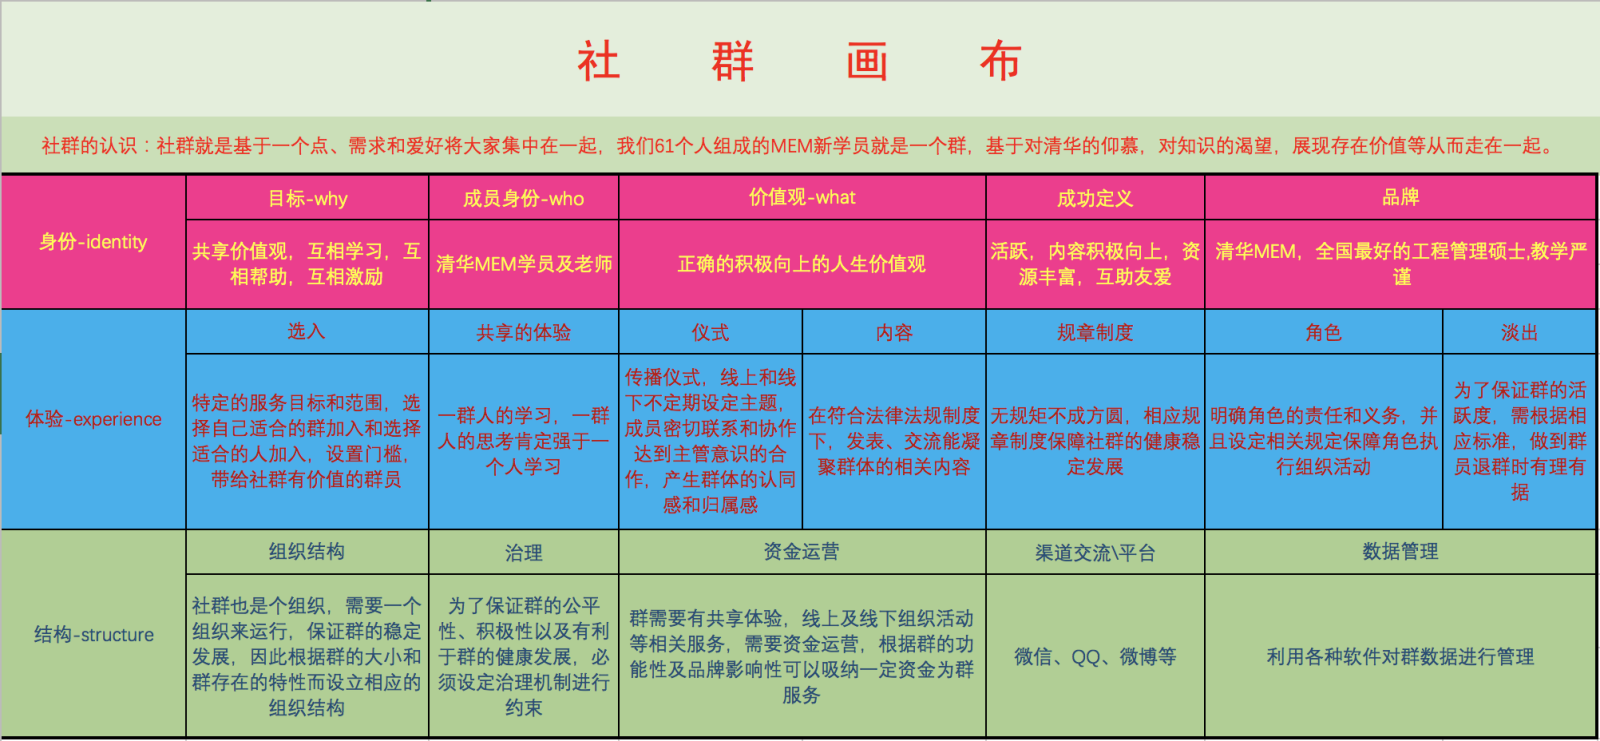 社 群 画 布
社群的认识：社群就是基于一个点、需求和爱好将大家集中在一起，我们61个人组成的MEM新学员就是一个群，基于对清华的仰慕，对知识的渴望，展现存在价值等从而走在一起。
身份-identity
目标-why
成员身份-who
价值观-what
成功定义
品牌
共享价值观，互相学习，互
相帮助，互相激励
清华MEM学员及老师
正确的积极向上的人生价值观
活跃，内容积极向上，资
源丰富，互助友爱
清华MEM，全国最好的工程管理硕士,教学严
谨
体验-experience
选入
共享的体验
仪式
内容
规章制度
角色
淡出
特定的服务目标和范围，选
择自己适合的群加入和选择
适合的人加入，设置门槛，
带给社群有价值的群员
一群人的学习，一群
人的思考肯定强于一
个人学习
传播仪式，线上和线
下不定期设定主题，
成员密切联系和协作
达到主管意识的合
作，产生群体的认同
感和归属感
在符合法律法规制度
下，发表、交流能凝
聚群体的相关内容
无规矩不成方圆，相应规
章制度保障社群的健康稳
定发展
明确角色的责任和义务，并
且设定相关规定保障角色执
行组织活动
为了保证群的活
跃度，需根据相
应标准，做到群
员退群时有理有
据
结构-structure
组织结构
治理
资金运营
渠道交流\平台
数据管理
社群也是个组织，需要一个
组织来运行，保证群的稳定
发展，因此根据群的大小和
群存在的特性而设立相应的
组织结构
为了保证群的公平
性、积极性以及有利
于群的健康发展，必
须设定治理机制进行
约束
群需要有共享体验，线上及线下组织活动
等相关服务，需要资金运营，根据群的功
能性及品牌影响性可以吸纳一定资金为群
服务
微信、QQ、微博等
利用各种软件对群数据进行管理